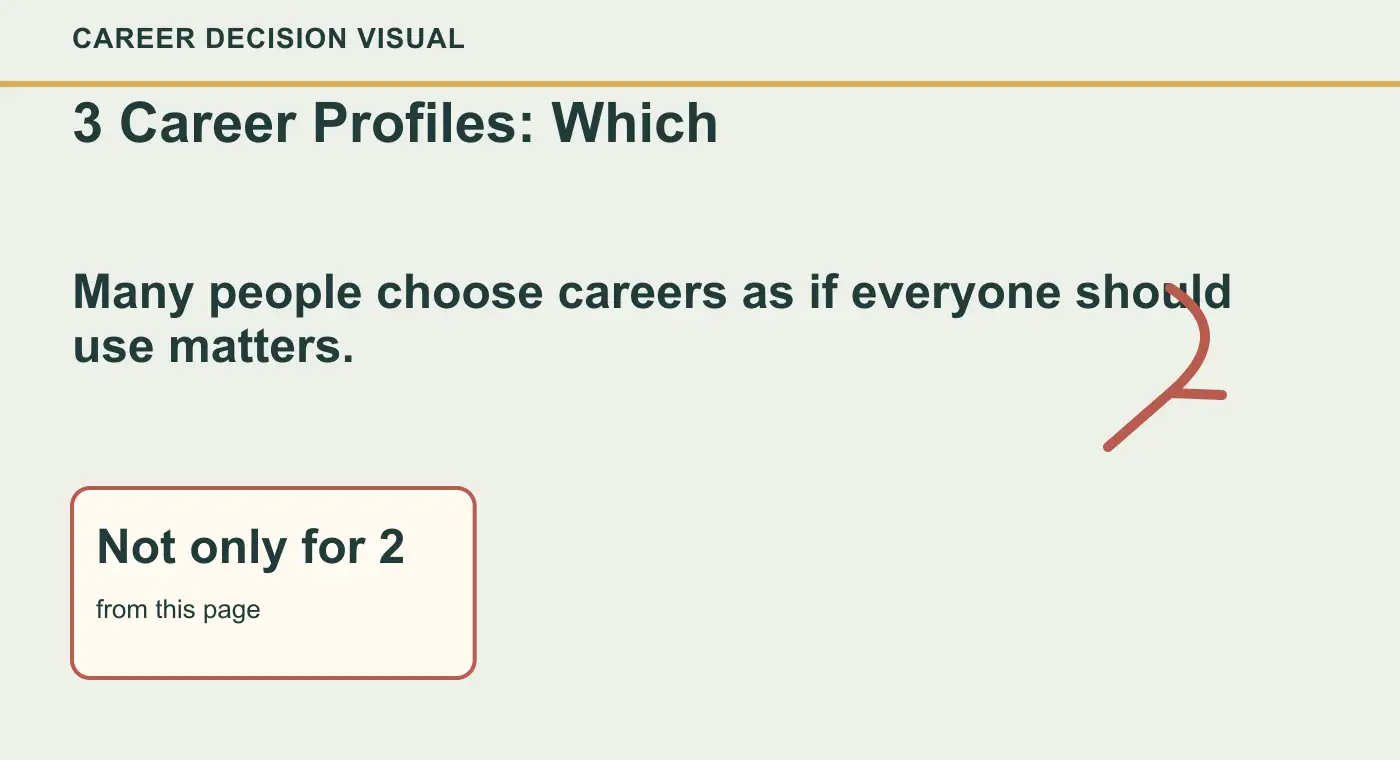 CAREER DECISION VISUAL
3 Career Profiles: Which
Many people choose careers as if everyone should
use matters.
Not only for 2
from this page